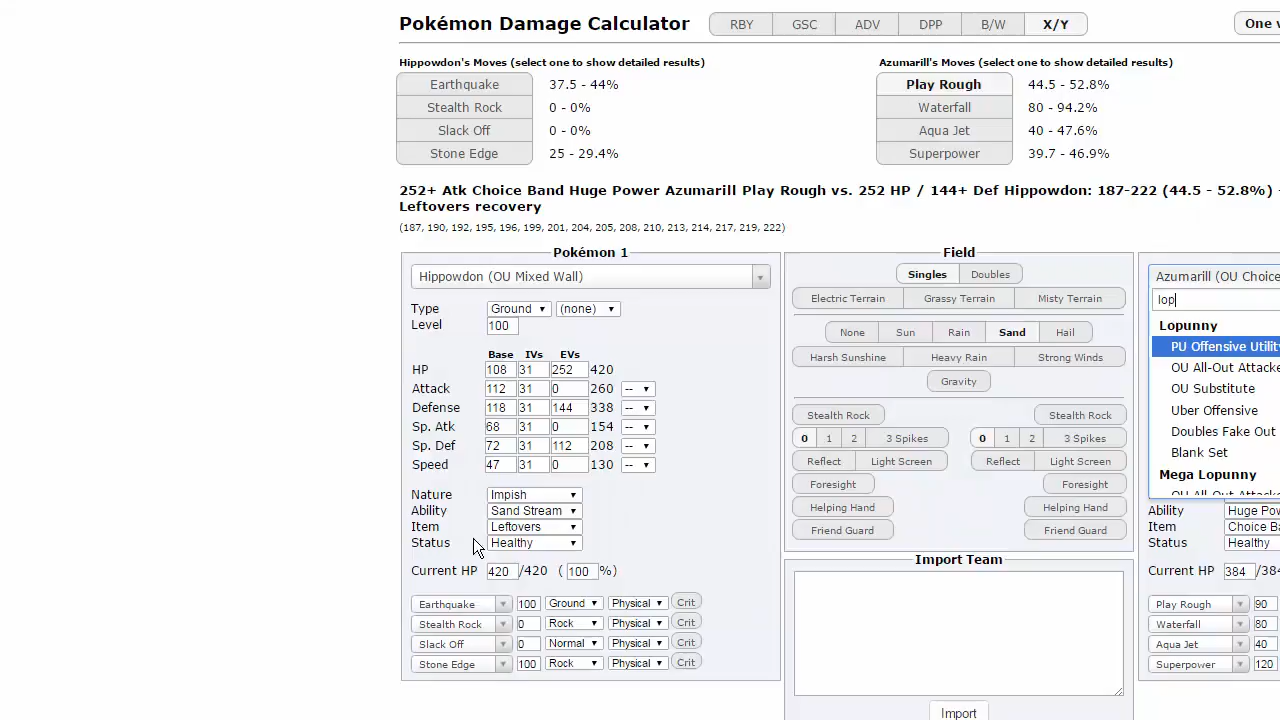 Pokémon Damage Calculator RBY GSC ADV DPP B/W X/Y One v
Hippowdon's Moves (select one to show detailed results)
Earthquake 37.5 - 44%
Stealth Rock 0 - 0%
Slack Off 0 - 0%
Stone Edge 25 - 29.4%
Azumarill's Moves (select one to show detailed results)
Play Rough 44.5 - 52.8%
Waterfall 80 - 94.2%
Aqua Jet 40 - 47.6%
Superpower 39.7 - 46.9%
252+ Atk Choice Band Huge Power Azumarill Play Rough vs. 252 HP / 144+ Def Hippowdon: 187-222 (44.5 - 52.8%) -
Leftovers recovery
(187, 190, 192, 195, 196, 199, 201, 204, 205, 208, 210, 213, 214, 217, 219, 222)
Pokémon 1
Hippowdon (OU Mixed Wall)
Type Ground (none)
Level 100
Base IVs EVs
HP 108 31 252 420
Attack 112 31 0 260 --
Defense 118 31 144 338 --
Sp. Atk 68 31 0 154 --
Sp. Def 72 31 112 208 --
Speed 47 31 0 130 --
Nature Impish
Ability Sand Stream
Item Leftovers
Status Healthy
Current HP 420 /420 ( 100 %)
Earthquake 100 Ground Physical Crit
Stealth Rock 0 Rock Physical Crit
Slack Off 0 Normal Physical Crit
Stone Edge 100 Rock Physical Crit
Field
Singles Doubles
Electric Terrain Grassy Terrain Misty Terrain
None Sun Rain Sand Hail
Harsh Sunshine Heavy Rain Strong Winds
Gravity
Stealth Rock Stealth Rock
0 1 2 3 Spikes 0 1 2 3 Spikes
Reflect Light Screen Reflect Light Screen
Foresight Foresight
Helping Hand Helping Hand
Friend Guard Friend Guard
Import Team
Import
Azumarill (OU Choice
lop
Lopunny
PU Offensive Utility
OU All-Out Attacke
OU Substitute
Uber Offensive
Doubles Fake Out
Blank Set
Mega Lopunny
OU All-Out Attacke
Ability Huge Pow
Item Choice B
Status Healthy
Current HP 384 /384
Play Rough 90
Waterfall 80
Aqua Jet 40
Superpower 120